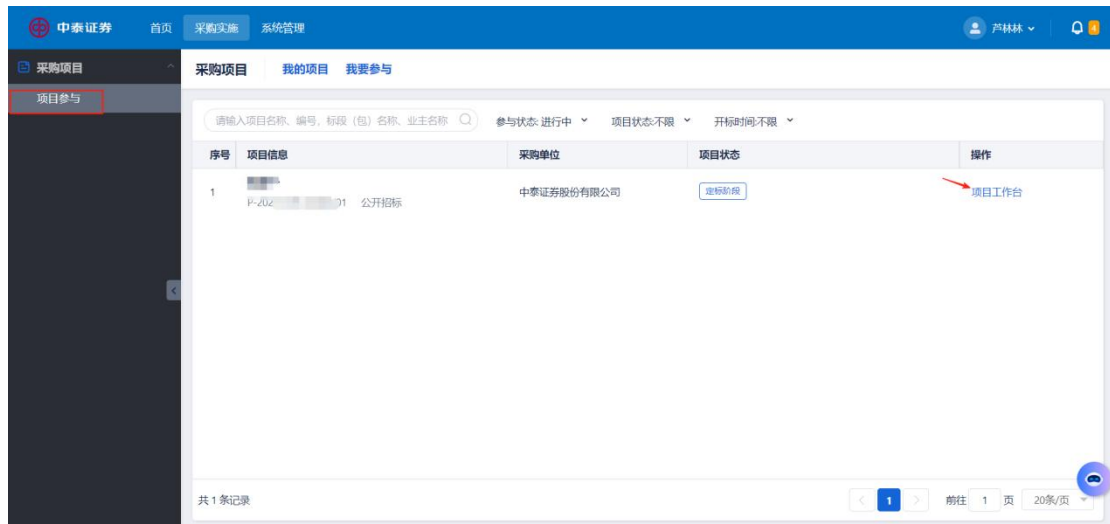 中泰证券 首页 采购实施 系统管理 芦林林 4
采购项目
项目参与
采购项目 我的项目 我要参与
请输入项目名称、编号，标段（包）名称、业主名称 参与状态: 进行中 项目状态:不限 开标时间:不限
序号 项目信息 采购单位 项目状态 操作
1 中泰证券股份有限公司 定标阶段 项目工作台
P-202 01 公开招标
共 1 条记录 1 前往 1 页 20条/页